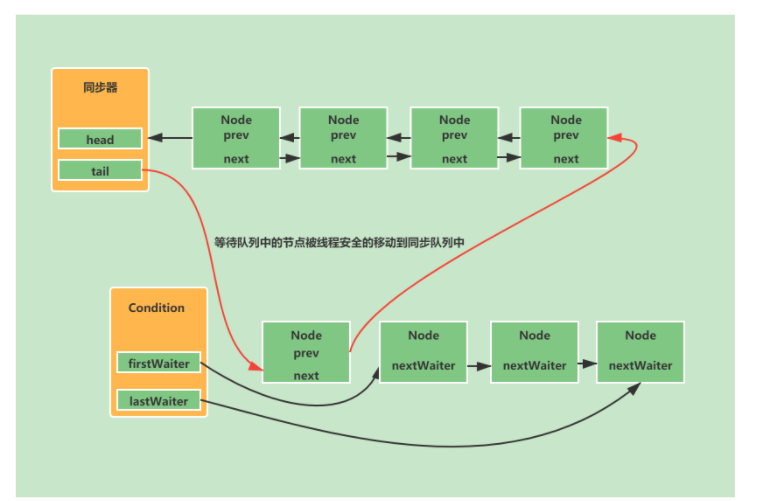 同步器
head
tail
Node
prev
next
Node
prev
next
Node
prev
next
Node
prev
next
等待队列中的节点被线程安全的移动到同步队列中
Condition
firstWaiter
lastWaiter
Node
prev
next
Node
nextWaiter
Node
nextWaiter
Node
nextWaiter